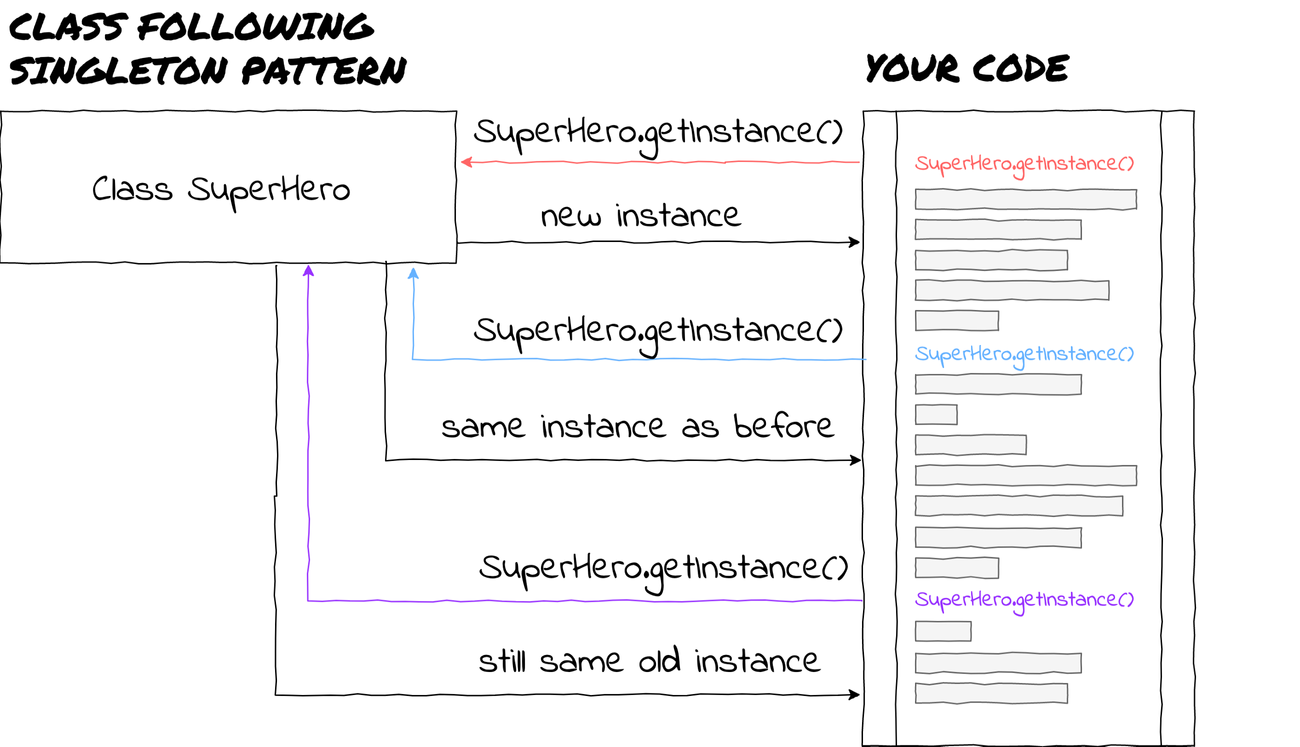 CLASS FOLLOWING
SINGLETON PATTERN
YOUR CODE
Class SuperHero
SuperHero.getInstance()
new instance
SuperHero.getInstance()
same instance as before
SuperHero.getInstance()
still same old instance
SuperHero.getInstance()
SuperHero.getInstance()
SuperHero.getInstance()